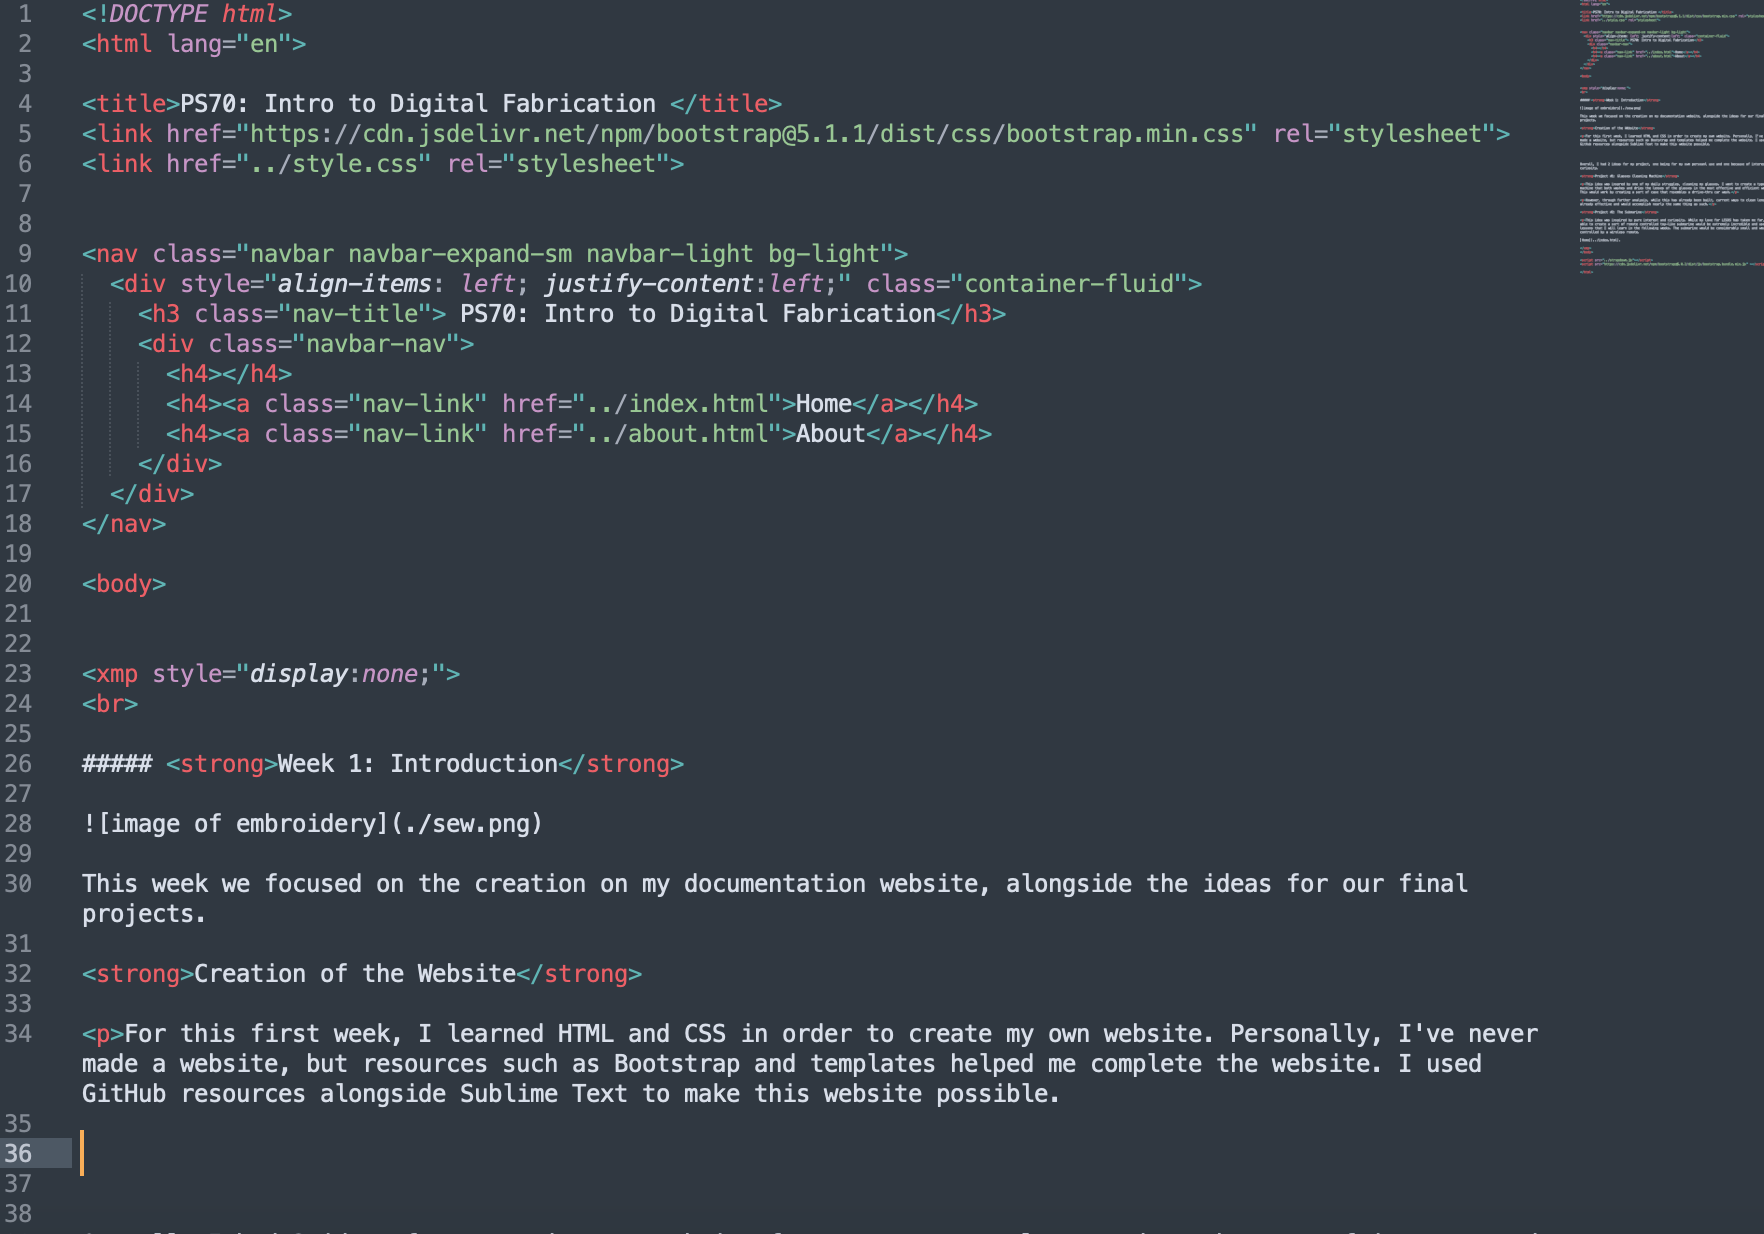 1 <!DOCTYPE html>
2 <html lang="en">
3
4 <title>PS70: Intro to Digital Fabrication </title>
5 <link href="https://cdn.jsdelivr.net/npm/bootstrap@5.1.1/dist/css/bootstrap.min.css" rel="stylesheet">
6 <link href="../style.css" rel="stylesheet">
7
8
9 <nav class="navbar navbar-expand-sm navbar-light bg-light">
10 <div style="align-items: left; justify-content:left;" class="container-fluid">
11 <h3 class="nav-title"> PS70: Intro to Digital Fabrication</h3>
12 <div class="navbar-nav">
13 <h4></h4>
14 <h4><a class="nav-link" href="../index.html">Home</a></h4>
15 <h4><a class="nav-link" href="../about.html">About</a></h4>
16 </div>
17 </div>
18 </nav>
19
20 <body>
21
22
23 <xmp style="display:none;">
24 <br>
25
26 ##### <strong>Week 1: Introduction</strong>
27
28 ![image of embroidery](./sew.png)
29
30 This week we focused on the creation on my documentation website, alongside the ideas for our final
projects.
31
32 <strong>Creation of the Website</strong>
33
34 <p>For this first week, I learned HTML and CSS in order to create my own website. Personally, I've never
made a website, but resources such as Bootstrap and templates helped me complete the website. I used
GitHub resources alongside Sublime Text to make this website possible.
35
36
37
38